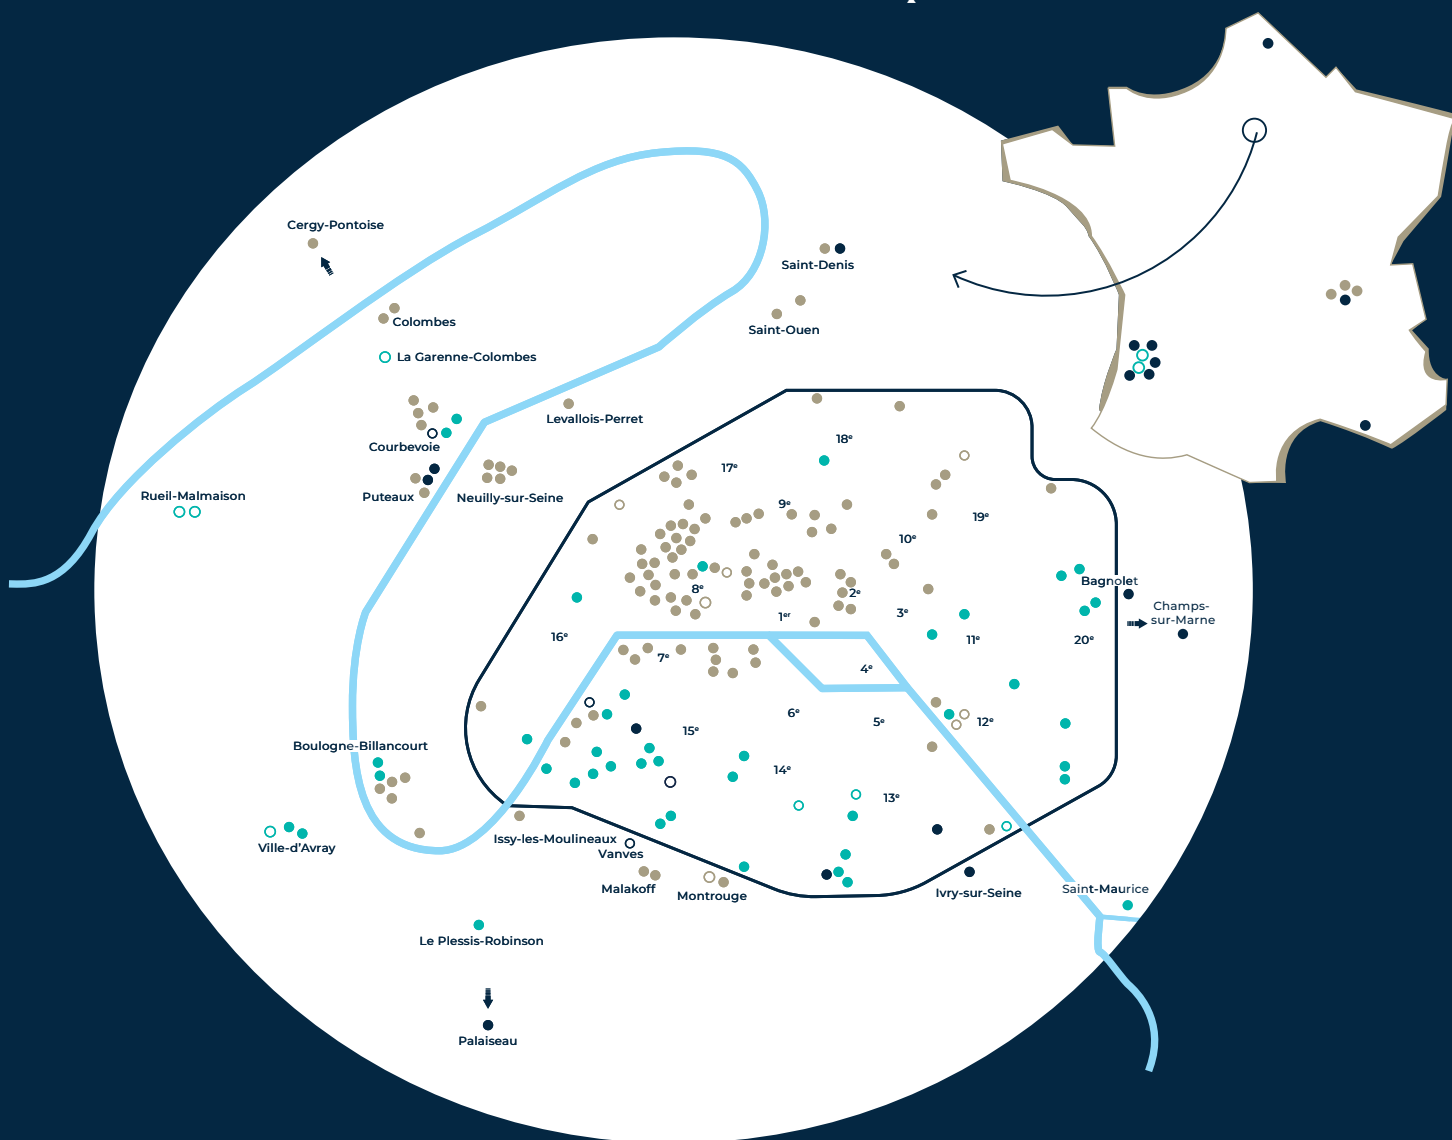 Cergy-Pontoise
Saint-Denis
Colombes
Saint-Ouen
La Garenne-Colombes
Levallois-Perret
18e
Courbevoie
17e
Rueil-Malmaison
Puteaux
Neuilly-sur-Seine
9e
19e
10e
Bagnolet
8e
2e
Champs-
sur-Marne
1er
3e
16e
11e
20e
7e
4e
6e
5e
12e
15e
Boulogne-Billancourt
14e
13e
Issy-les-Moulineaux
Ville-d’Avray
Vanves
Malakoff
Montrouge
Ivry-sur-Seine
Saint-Maurice
Le Plessis-Robinson
Palaiseau